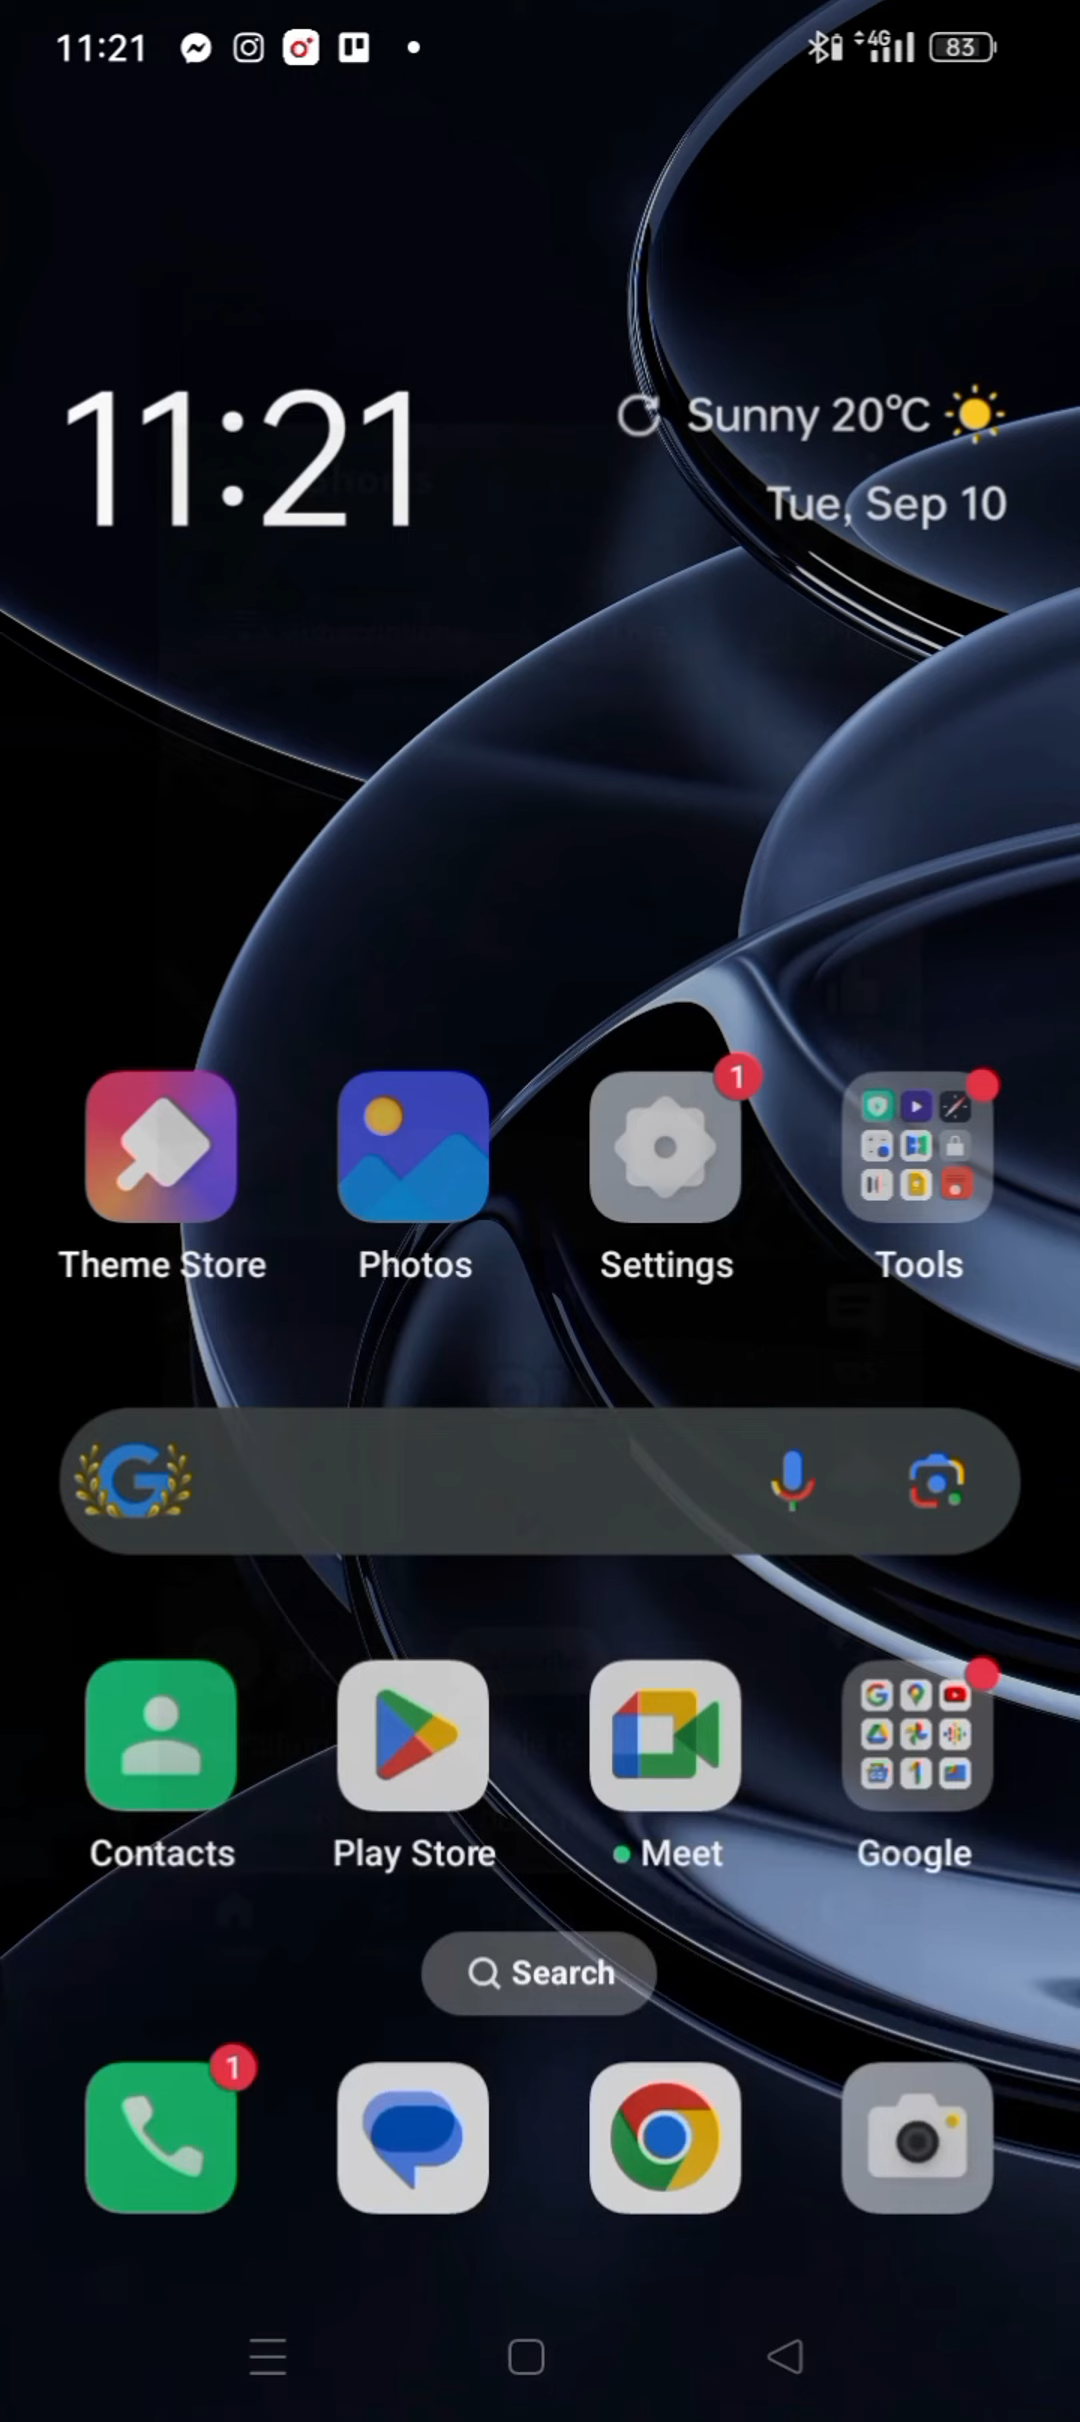 11:21
4G
83
11:21
Sunny 20°C
Tue, Sep 10
1
Theme Store
Photos
Settings
Tools
Contacts
Play Store
Meet
Google
Search
1